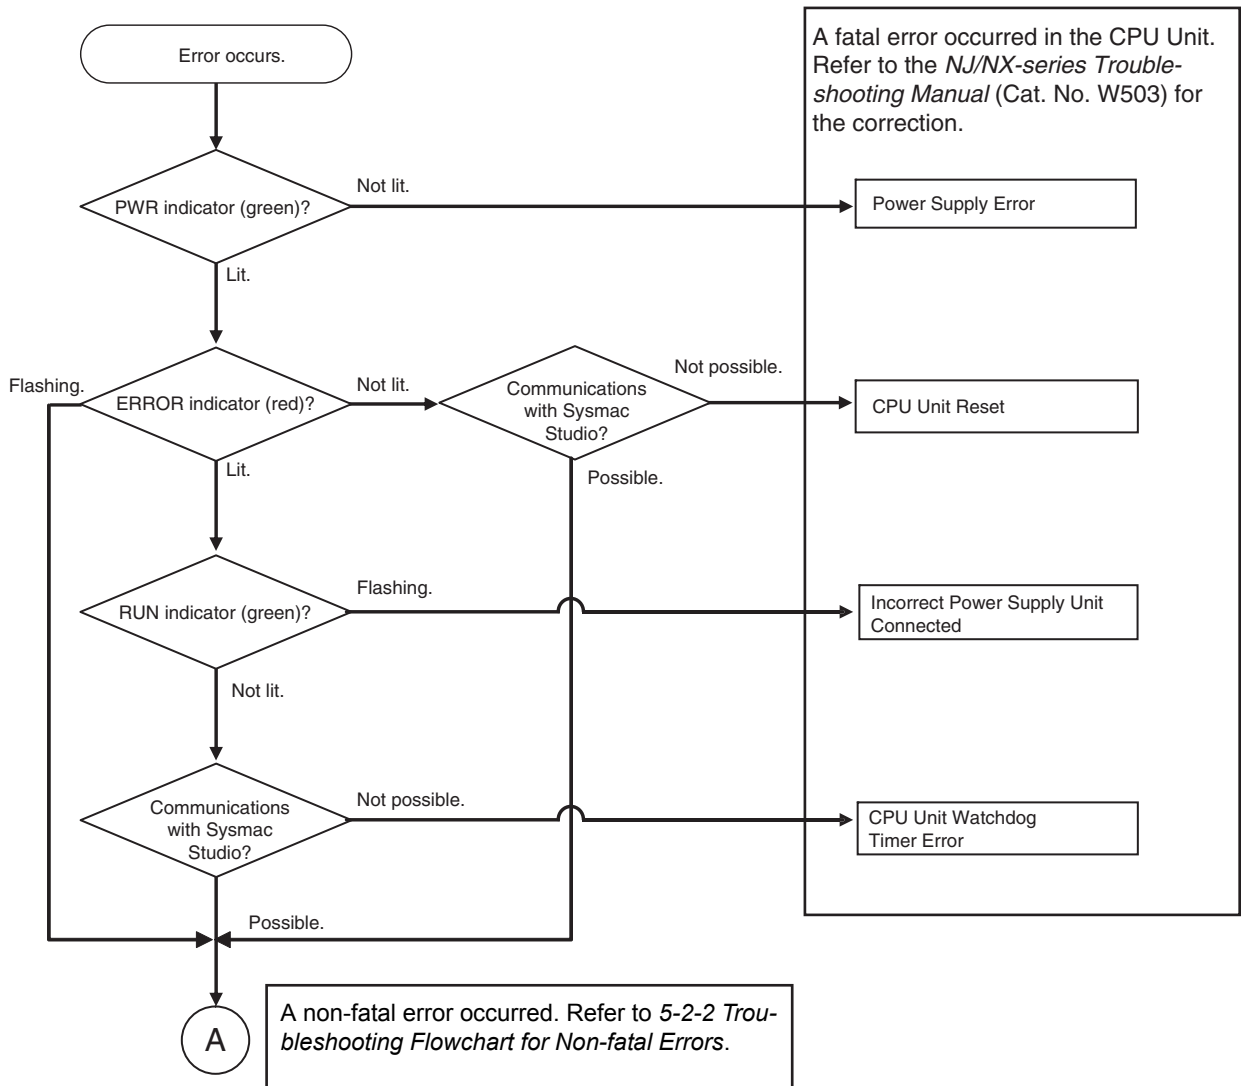 Error occurs.
A fatal error occurred in the CPU Unit.
Refer to the NJ/NX-series Trouble-
shooting Manual (Cat. No. W503) for
the correction.
PWR indicator (green)?
Not lit.
Power Supply Error
Lit.
Flashing.
ERROR indicator (red)?
Not lit.
Communications
with Sysmac
Studio?
Not possible.
CPU Unit Reset
Lit.
Possible.
RUN indicator (green)?
Flashing.
Incorrect Power Supply Unit
Connected
Not lit.
Communications
with Sysmac
Studio?
Not possible.
CPU Unit Watchdog
Timer Error
Possible.
A
A non-fatal error occurred. Refer to 5-2-2 Trou-
bleshooting Flowchart for Non-fatal Errors.